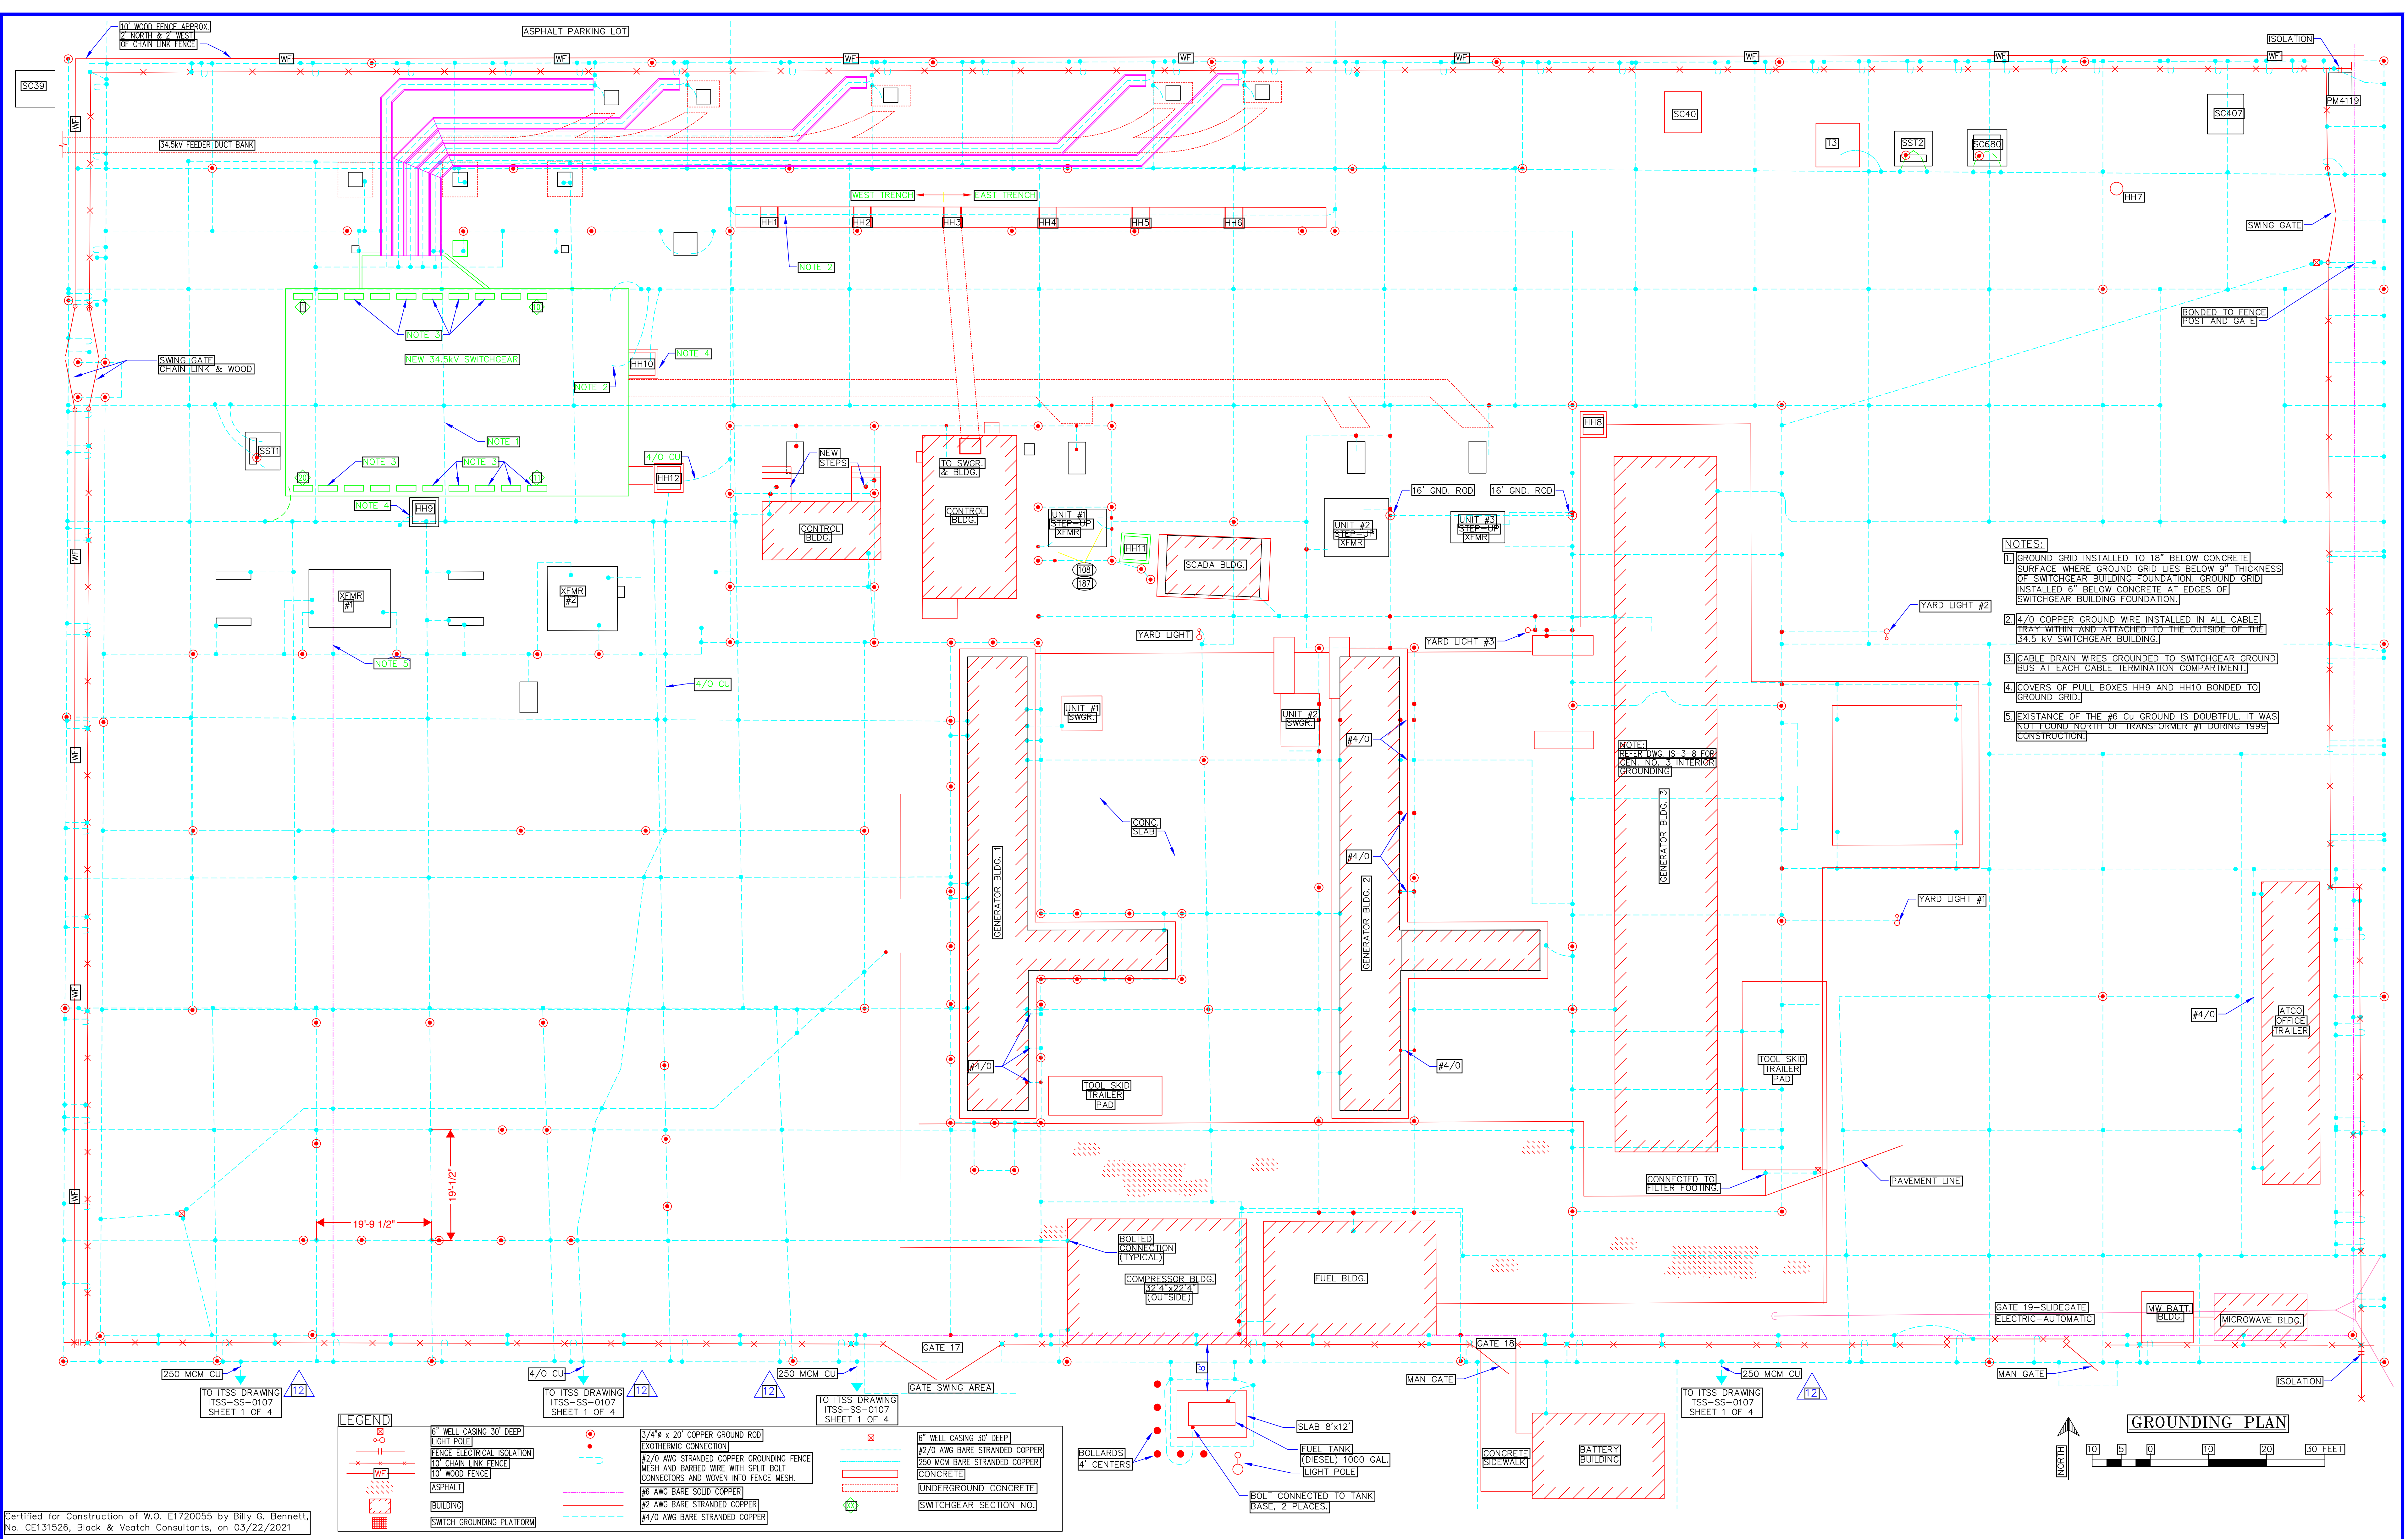 10' WOOD FENCE APPROX.
2' NORTH & 2' WEST
OF CHAIN LINK FENCE
ASPHALT PARKING LOT
ISOLATION
WF
WF
WF
WF
WF
WF
WF
WF
SC39
WF
PM4119
SC40
SC407
34.5kV FEEDER DUCT BANK
T3
SST2
SC680
WEST TRENCH
EAST TRENCH
HH7
HH1
HH2
HH3
HH4
HH5
HH6
SWING GATE
NOTE 2
1
10
NOTE 3
BONDED TO FENCE
POST AND GATE
SWING GATE
CHAIN LINK & WOOD
NEW 34.5kV SWITCHGEAR
HH10
NOTE 4
NOTE 2
NOTE 1
HH8
SST1
NOTE 3
NOTE 3
4/0 CU
NEW
STEPS
TO SWGR.
& BLDG.
20
11
HH12
NOTE 4
HH9
16' GND. ROD
16' GND. ROD
CONTROL
BLDG.
CONTROL
BLDG.
UNIT #1
STEP-UP
XFMR
UNIT #2
STEP-UP
XFMR
UNIT #3
STEP-UP
XFMR
HH11
SCADA BLDG.
108
187
WF
XFMR
#1
XFMR
#2
NOTES:
1. GROUND GRID INSTALLED TO 18" BELOW CONCRETE
SURFACE WHERE GROUND GRID LIES BELOW 9" THICKNESS
OF SWITCHGEAR BUILDING FOUNDATION. GROUND GRID
INSTALLED 6" BELOW CONCRETE AT EDGES OF
SWITCHGEAR BUILDING FOUNDATION.
2. 4/0 COPPER GROUND WIRE INSTALLED IN ALL CABLE
TRAY WITHIN AND ATTACHED TO THE OUTSIDE OF THE
34.5 kV SWITCHGEAR BUILDING.
3. CABLE DRAIN WIRES GROUNDED TO SWITCHGEAR GROUND
BUS AT EACH CABLE TERMINATION COMPARTMENT.
4. COVERS OF PULL BOXES HH9 AND HH10 BONDED TO
GROUND GRID.
5. EXISTANCE OF THE #6 Cu GROUND IS DOUBTFUL. IT WAS
NOT FOUND NORTH OF TRANSFORMER #1 DURING 1999
CONSTRUCTION.
YARD LIGHT #2
YARD LIGHT
YARD LIGHT #3
NOTE 5
4/0 CU
UNIT #1
SWGR.
UNIT #2
SWGR.
#4/0
WF
NOTE:
REFER DWG. IS-3-8 FOR
GEN. NO. 3 INTERIOR
GROUNDING
CONC.
SLAB
GENERATOR BLDG. 1
GENERATOR BLDG. 2
GENERATOR BLDG. 3
#4/0
YARD LIGHT #1
WF
#4/0
ATCO
OFFICE
TRAILER
#4/0
#4/0
TOOL SKID
TRAILER
PAD
TOOL SKID
TRAILER
PAD
19'-1/2"
19'-9 1/2"
WF
CONNECTED TO
FILTER FOOTING.
PAVEMENT LINE
BOLTED
CONNECTION
(TYPICAL)
COMPRESSOR BLDG.
32'4"x22'4"
(OUTSIDE)
FUEL BLDG.
GATE 19-SLIDEGATE
ELECTRIC-AUTOMATIC
MW BATT.
BLDG.
MICROWAVE BLDG.
GATE 17
GATE 18
250 MCM CU
4/0 CU
250 MCM CU
GATE SWING AREA
8'
MAN GATE
250 MCM CU
MAN GATE
ISOLATION
TO ITSS DRAWING
ITSS-SS-0107
SHEET 1 OF 4
12
TO ITSS DRAWING
ITSS-SS-0107
SHEET 1 OF 4
12
12
TO ITSS DRAWING
ITSS-SS-0107
SHEET 1 OF 4
TO ITSS DRAWING
ITSS-SS-0107
SHEET 1 OF 4
12
BOLLARDS
4' CENTERS
SLAB 8'x12'
FUEL TANK
(DIESEL) 1000 GAL.
LIGHT POLE
BOLT CONNECTED TO TANK
BASE, 2 PLACES.
CONCRETE
SIDEWALK
BATTERY
BUILDING
LEGEND
6" WELL CASING 30' DEEP
LIGHT POLE
FENCE ELECTRICAL ISOLATION
10' CHAIN LINK FENCE
WF
10' WOOD FENCE
ASPHALT
BUILDING
SWITCH GROUNDING PLATFORM
3/4"ø x 20' COPPER GROUND ROD
EXOTHERMIC CONNECTION
#2/0 AWG STRANDED COPPER GROUNDING FENCE
MESH AND BARBED WIRE WITH SPLIT BOLT
CONNECTORS AND WOVEN INTO FENCE MESH.
#6 AWG BARE SOLID COPPER
#2 AWG BARE STRANDED COPPER
#4/0 AWG BARE STRANDED COPPER
6" WELL CASING 30' DEEP
#2/0 AWG BARE STRANDED COPPER
250 MCM BARE STRANDED COPPER
CONCRETE
UNDERGROUND CONCRETE
XX
SWITCHGEAR SECTION NO.
NORTH
GROUNDING PLAN
10 5 0 10 20 30 FEET
Certified for Construction of W.O. E1720055 by Billy G. Bennett,
No. CE131526, Black & Veatch Consultants, on 03/22/2021